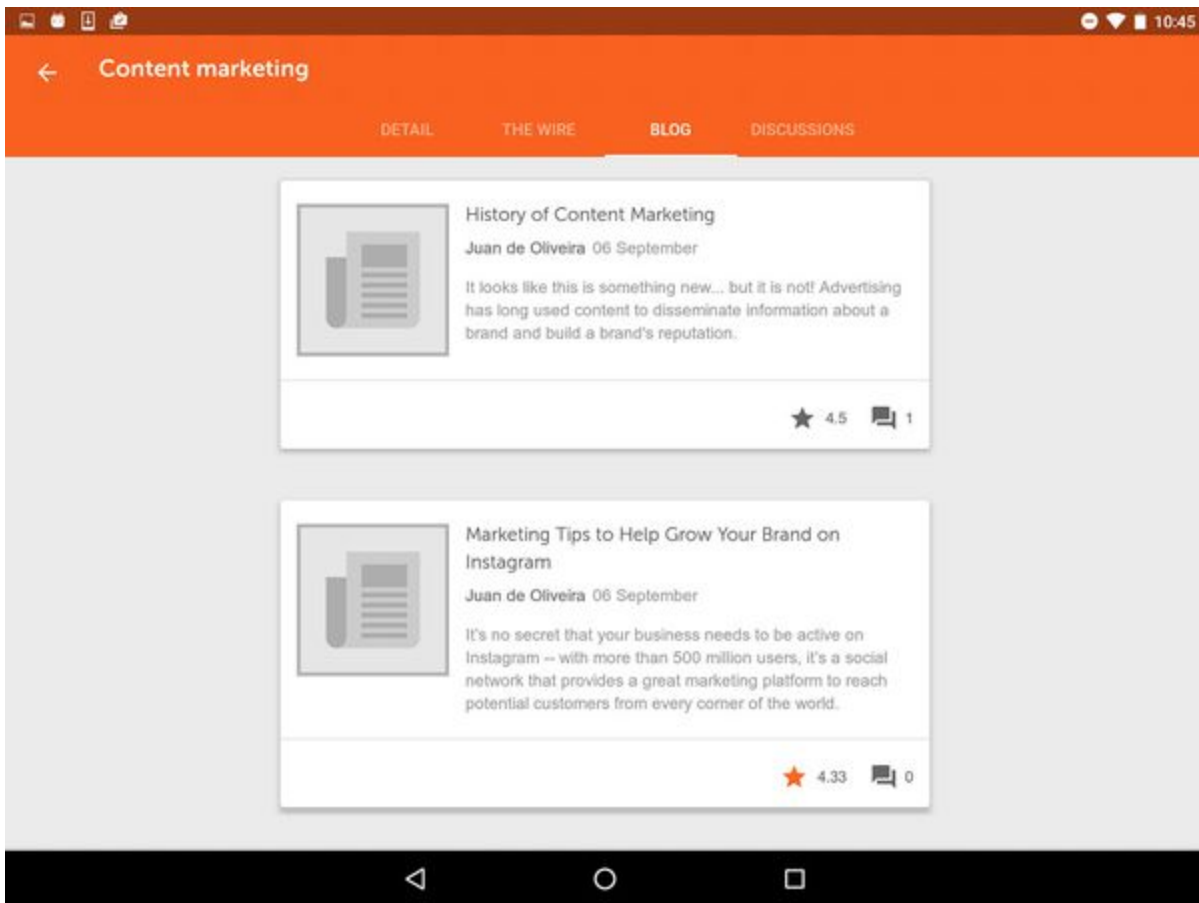 10:45
Content marketing
DETAIL THE WIRE BLOG DISCUSSIONS
History of Content Marketing
Juan de Oliveira 06 September
It looks like this is something new... but it is not! Advertising
has long used content to disseminate information about a
brand and build a brand's reputation.
4.5 1
Marketing Tips to Help Grow Your Brand on
Instagram
Juan de Oliveira 06 September
It's no secret that your business needs to be active on
Instagram -- with more than 500 million users, it's a social
network that provides a great marketing platform to reach
potential customers from every corner of the world.
4.33 0